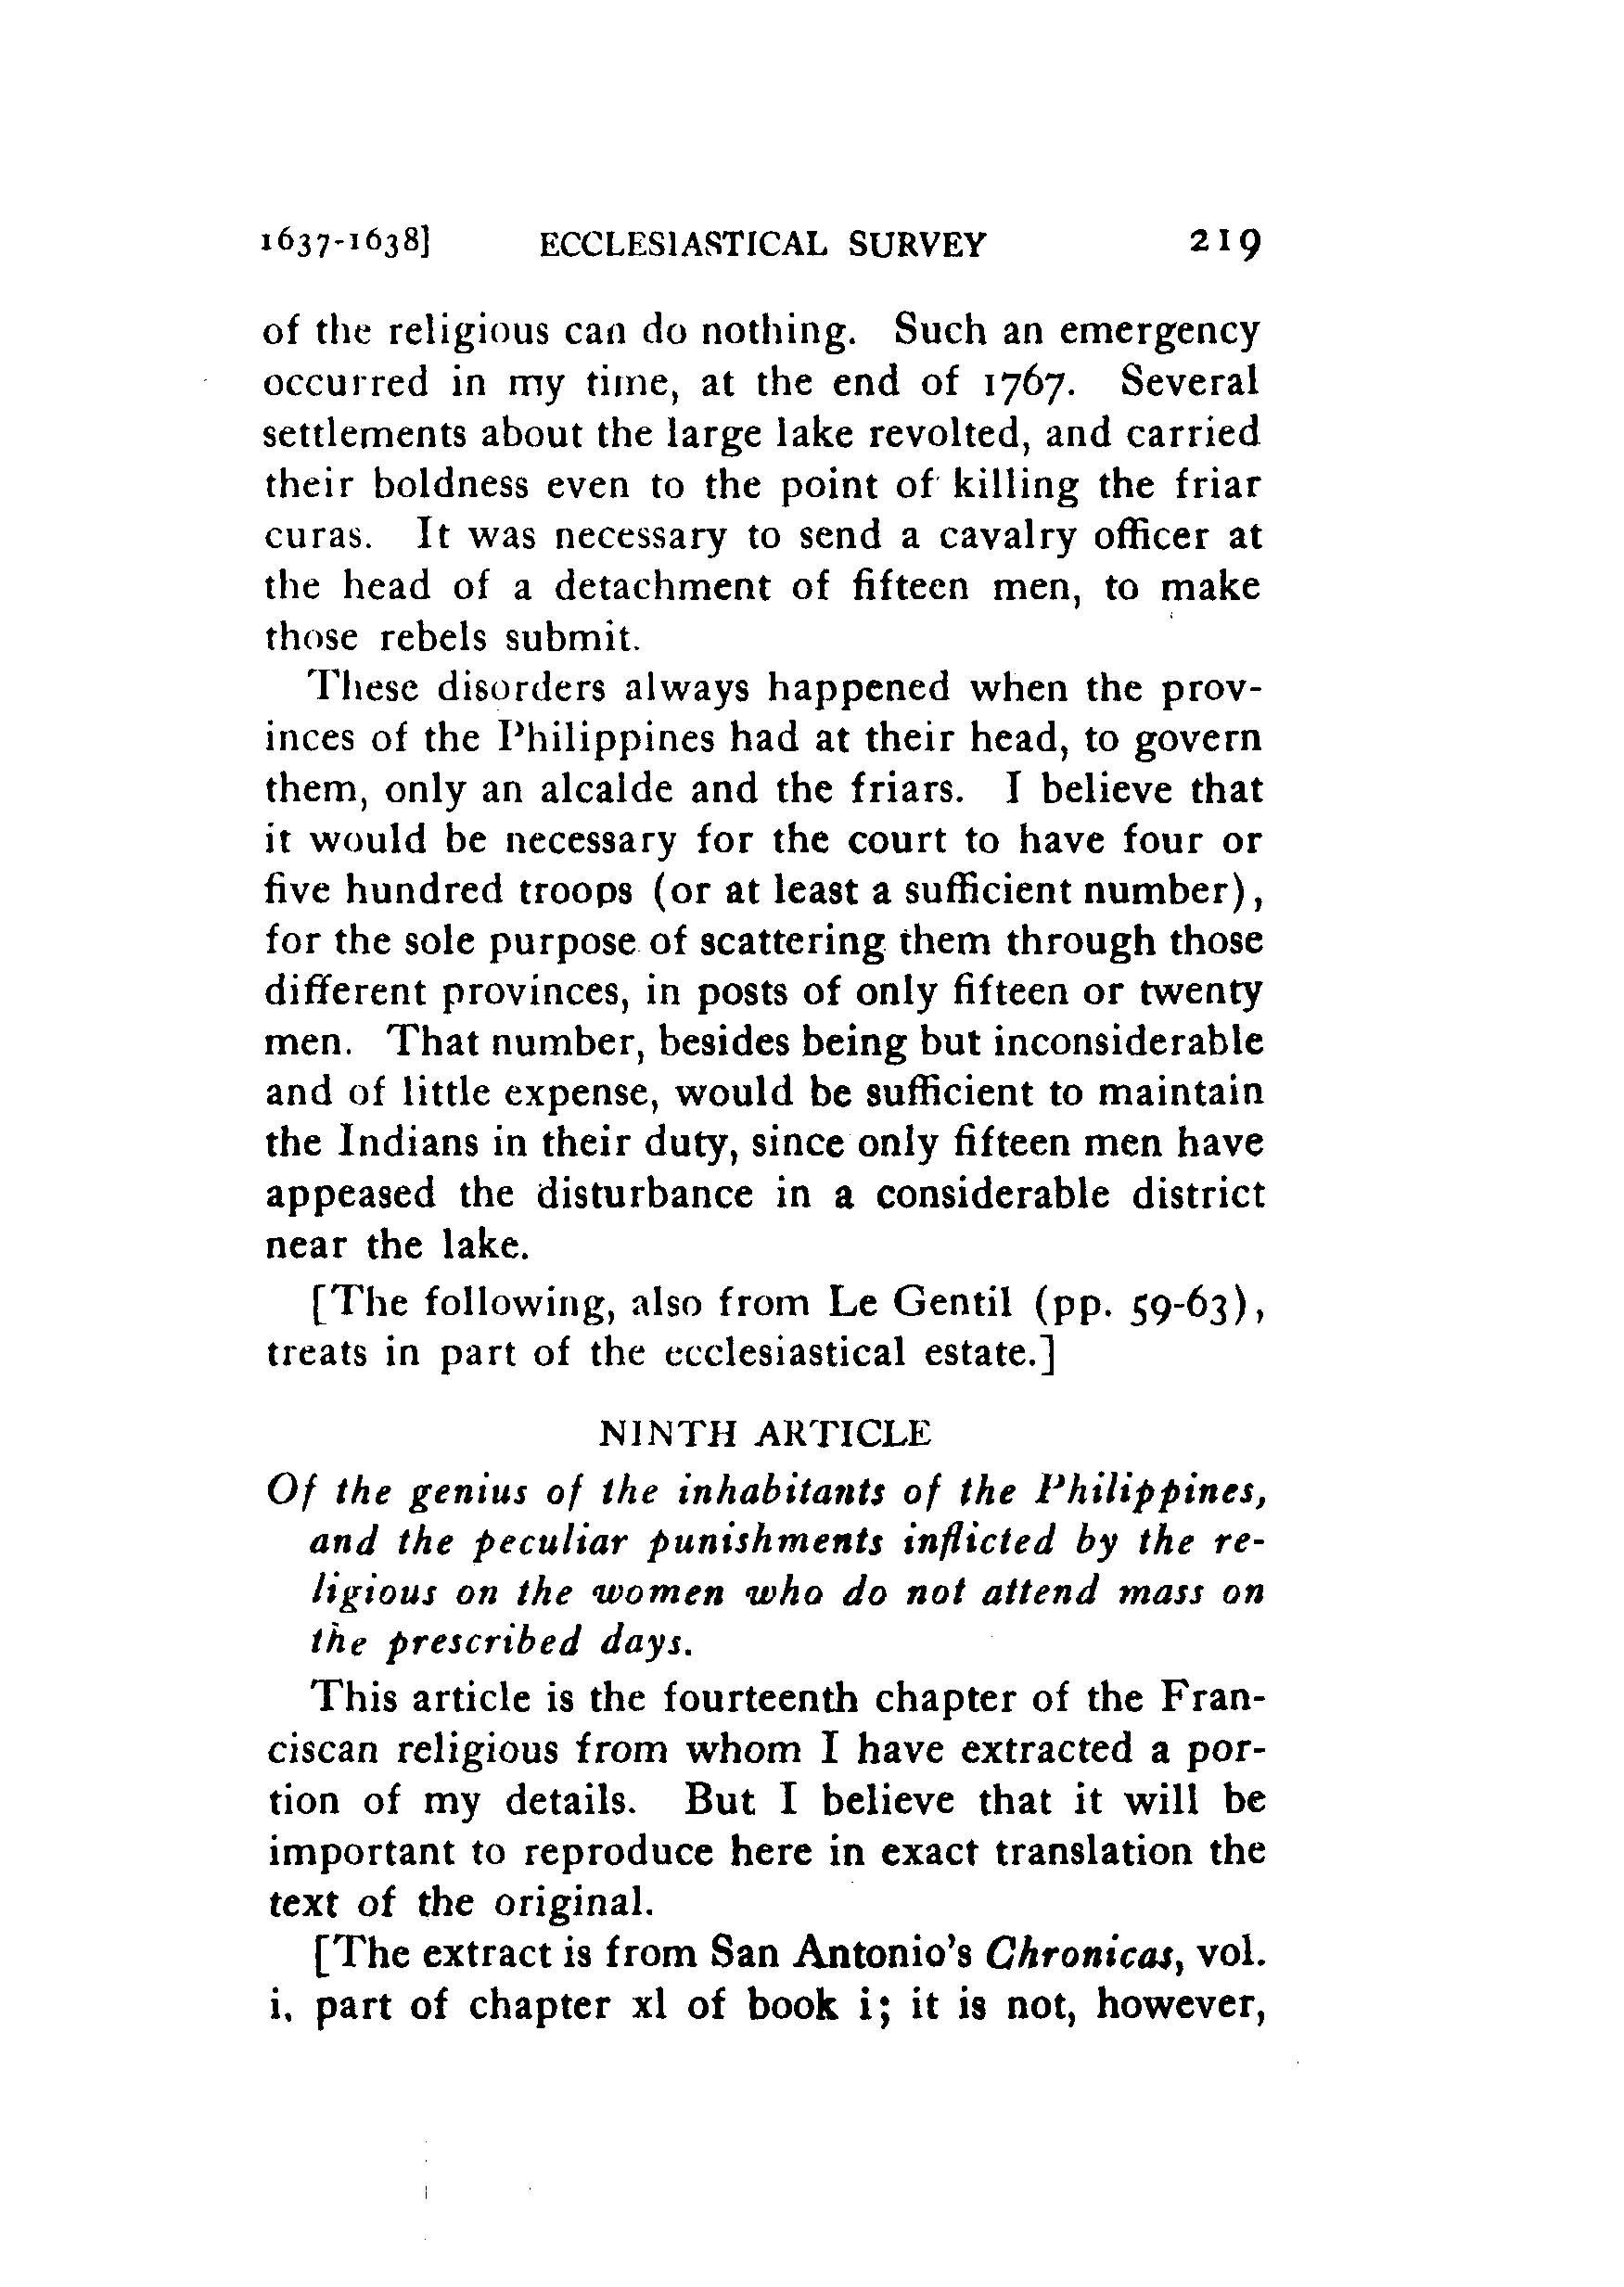 1637-1638] ECCLESIASTICAL SURVEY 219
of the religious can do nothing. Such an emergency
occurred in my time, at the end of 1767. Several
settlements about the large lake revolted, and carried
their boldness even to the point of killing the friar
curas. It was necessary to send a cavalry officer at
the head of a detachment of fifteen men, to make
those rebels submit.
These disorders always happened when the prov-
inces of the Philippines had at their head, to govern
them, only an alcalde and the friars. I believe that
it would be necessary for the court to have four or
five hundred troops (or at least a sufficient number),
for the sole purpose of scattering them through those
different provinces, in posts of only fifteen or twenty
men. That number, besides being but inconsiderable
and of little expense, would be sufficient to maintain
the Indians in their duty, since only fifteen men have
appeased the disturbance in a considerable district
near the lake.
[The following, also from Le Gentil (pp. 59-63),
treats in part of the ecclesiastical estate.]
NINTH ARTICLE
Of the genius of the inhabitants of the Philippines,
and the peculiar punishments inflicted by the re-
ligious on the women who do not attend mass on
the prescribed days.
This article is the fourteenth chapter of the Fran-
ciscan religious from whom I have extracted a por-
tion of my details. But I believe that it will be
important to reproduce here in exact translation the
text of the original.
[The extract is from San Antonio's Chronicas, vol.
i, part of chapter xl of book i; it is not, however,